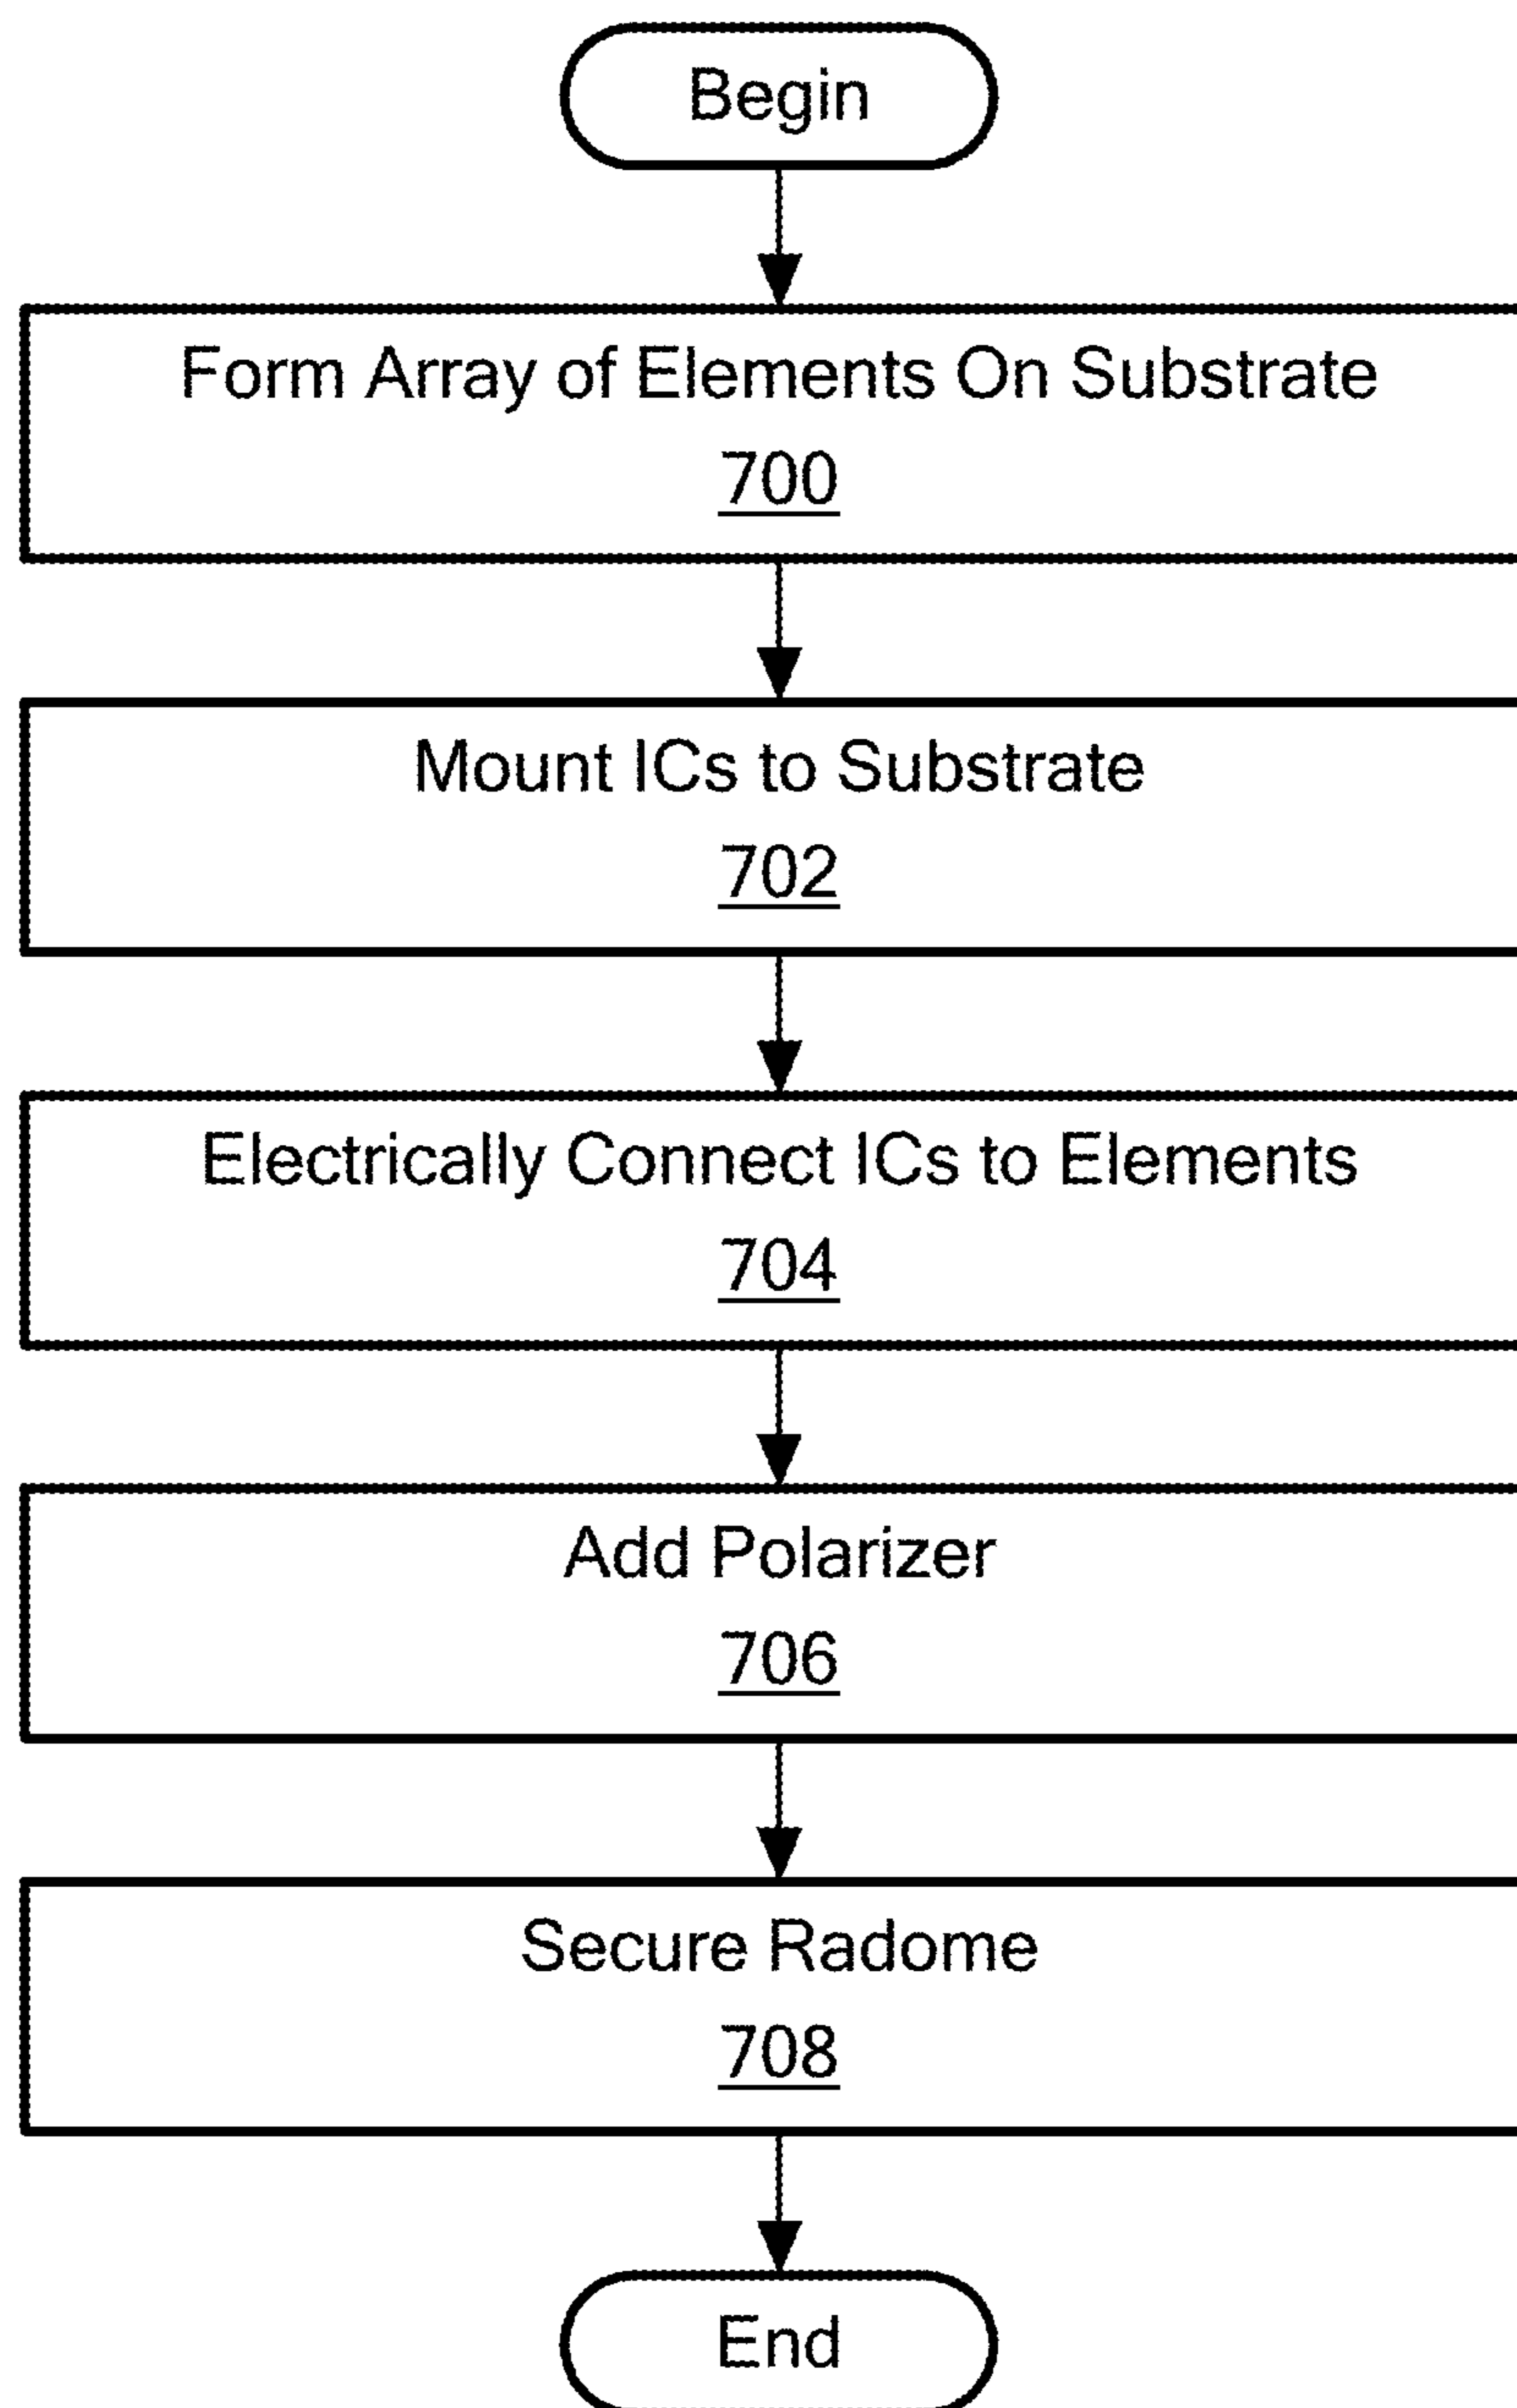 Begin
Form Array of Elements On Substrate
700
Mount ICs to Substrate
702
Electrically Connect ICs to Elements
704
Add Polarizer
706
Secure Radome
708
End